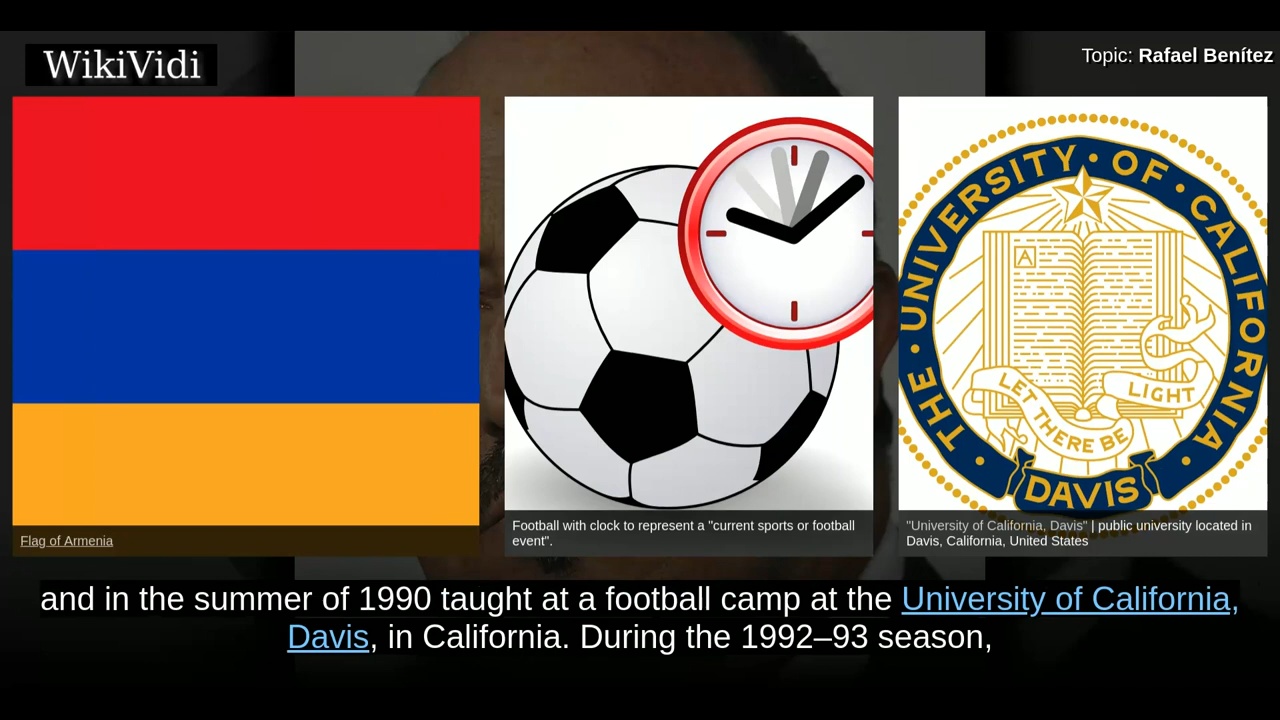 WikiVidi
Topic: Rafael Benítez
Flag of Armenia
Football with clock to represent a "current sports or football
event".
THE · UNIVERSITY · OF · CALIFORNIA
A
LET THERE BE
LIGHT
· DAVIS ·
"University of California, Davis" | public university located in
Davis, California, United States
and in the summer of 1990 taught at a football camp at the University of California,
Davis, in California. During the 1992–93 season,